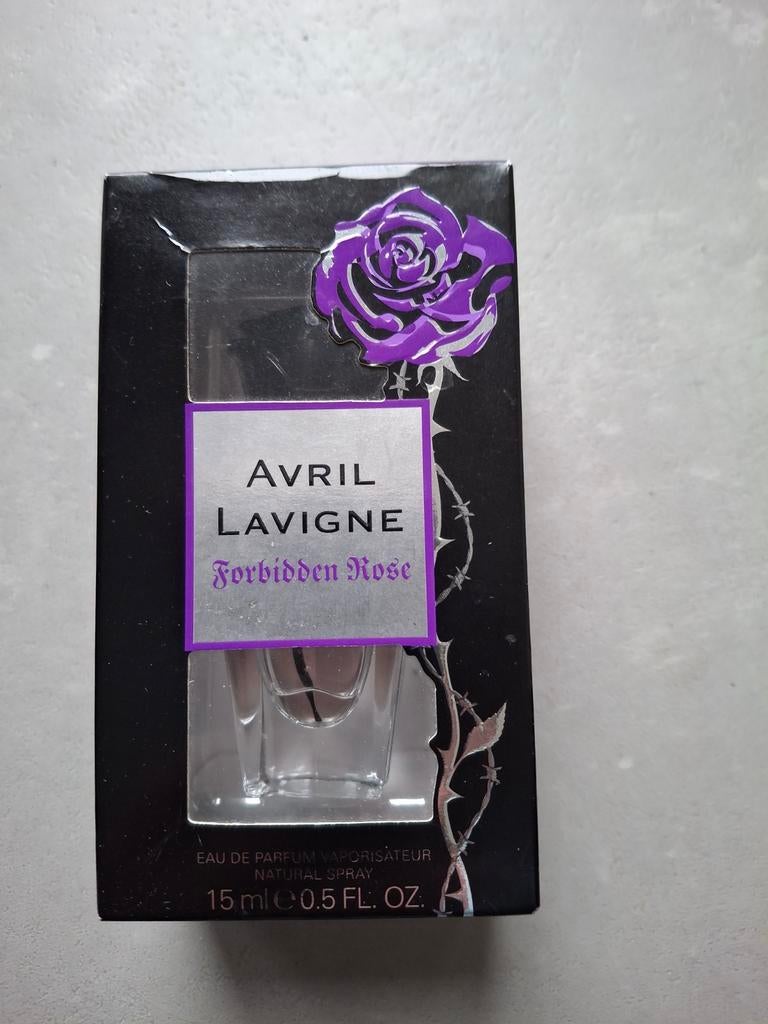 AVRIL
LAVIGNE
Forbidden Rose
EAU DE PARFUM VAPORISATEUR
NATURAL SPRAY
15 ml ℮ 0.5 FL. OZ.